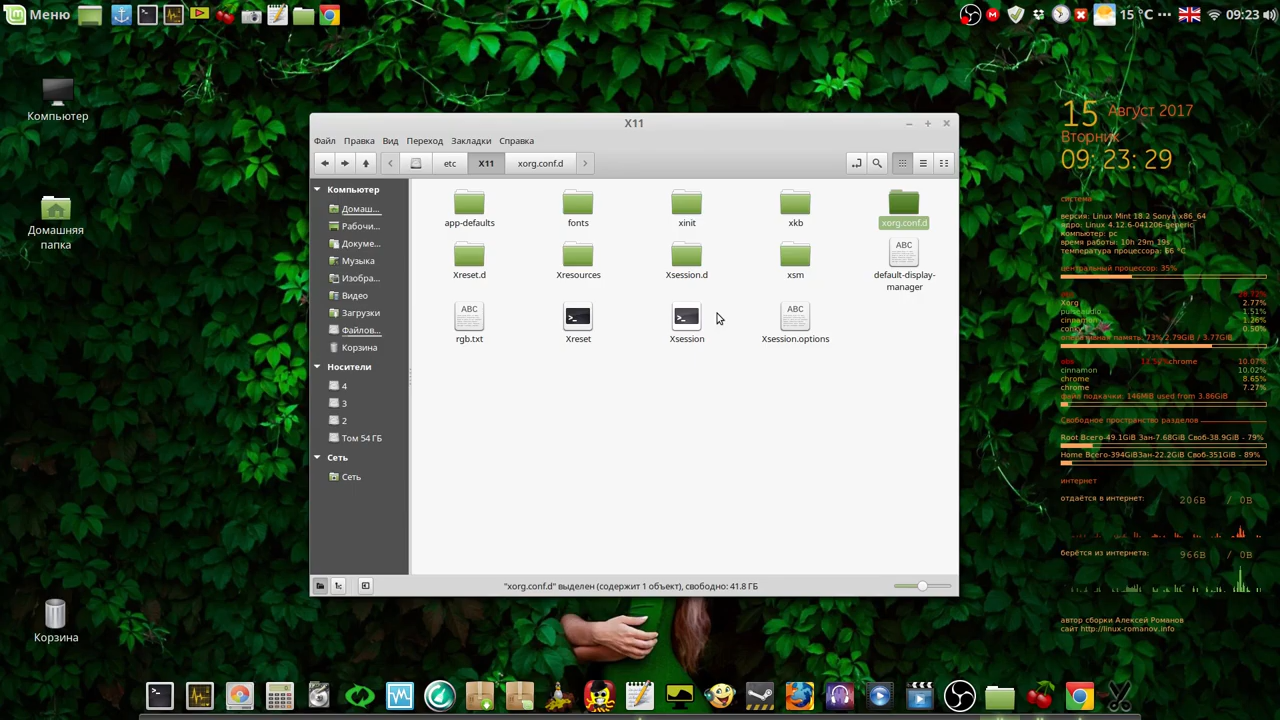 Меню
15 °C
09:23
Компьютер
Домашняя
папка
Корзина
X11
Файл Правка Вид Переход Закладки Справка
etc X11 xorg.conf.d
Компьютер
Домаш...
Рабочи...
Докуме...
Музыка
Изобра...
Видео
Загрузки
Файлов...
Корзина
Носители
4
3
2
Том 54 ГБ
Сеть
Сеть
app-defaults fonts xinit xkb xorg.conf.d
Xreset.d Xresources Xsession.d xsm default-display-
manager
rgb.txt Xreset Xsession Xsession.options
"xorg.conf.d" выделен (содержит 1 объект), свободно: 41.8 ГБ
15 Август 2017
Вторник
09: 23: 29
система
версия: Linux Mint 18.2 Sonya x86_64
ядро: Linux 4.12.6-041206-generic
компьютер: pc
время работы: 10h 29m 19s
температура процессора: 66 °C
центральный процессор: 35%
Xorg 2.77%
pulseaudio 1.51%
cinnamon 1.26%
conky 0.50%
оперативная память: 73% 2.79GiB / 3.77GiB
chrome 10.07%
cinnamon 10.02%
chrome 8.65%
chrome 7.27%
файл подкачки: 146MiB used from 3.86GiB
Свободное пространство разделов
Root Всего-49.1GiB Зан-7.68GiB Своб-38.9GiB - 79%
Home Всего-394GiBЗан-22.2GiB Своб-351GiB - 89%
интернет
отдаётся в интернет: 206B / 0B
берётся из интернета: 966B / 0B
автор сборки Алексей Романов
сайт http://linux-romanov.info